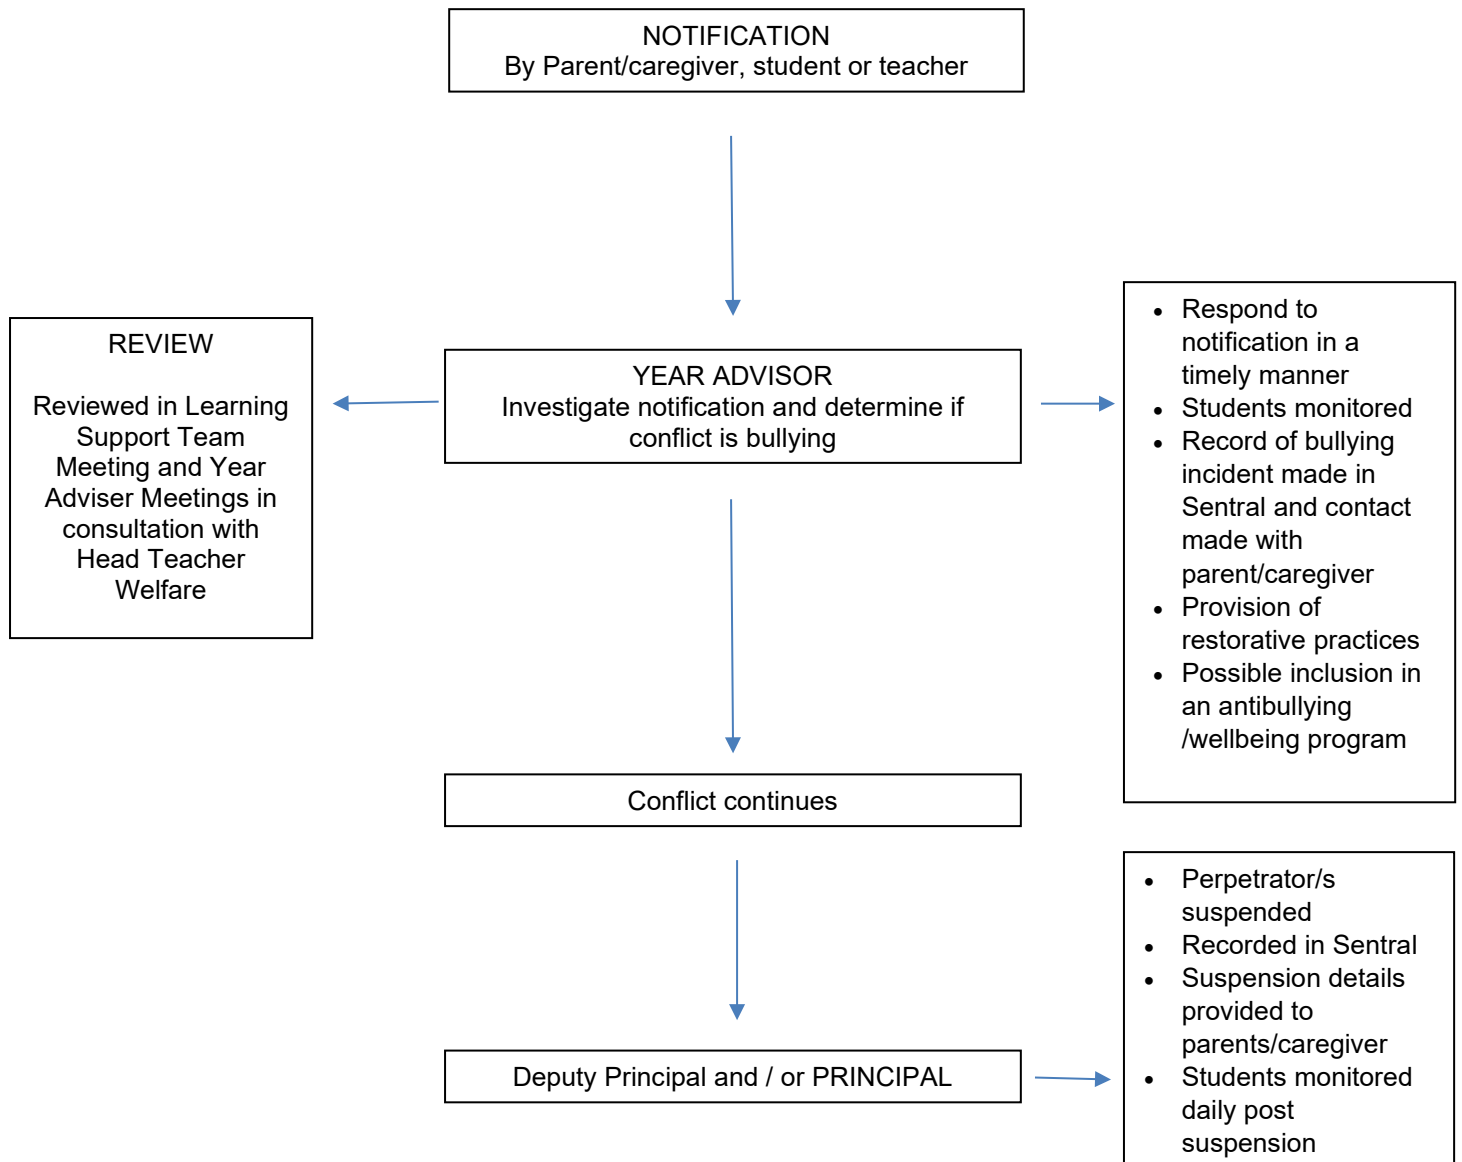 NOTIFICATION
By Parent/caregiver, student or teacher
REVIEW
Reviewed in Learning
Support Team
Meeting and Year
Adviser Meetings in
consultation with
Head Teacher
Welfare
YEAR ADVISOR
Investigate notification and determine if
conflict is bullying
• Respond to
notification in a
timely manner
• Students monitored
• Record of bullying
incident made in
Sentral and contact
made with
parent/caregiver
• Provision of
restorative practices
• Possible inclusion in
an antibullying
/wellbeing program
Conflict continues
Deputy Principal and / or PRINCIPAL
• Perpetrator/s
suspended
• Recorded in Sentral
• Suspension details
provided to
parents/caregiver
• Students monitored
daily post
suspension